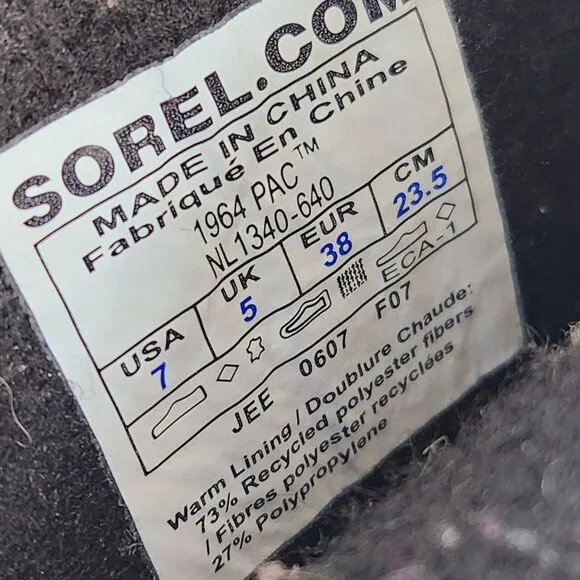 SOREL.COM
MADE IN CHINA
Fabriqué En Chine
1964 PAC™
NL1340-640
USA UK EUR CM
7 5 38 23.5
ECA-1
JEE 0607 F07
Warm Lining / Doublure Chaude:
73% Recycled polyester fibers
/ Fibres polyester recyclées
27% Polypropylene